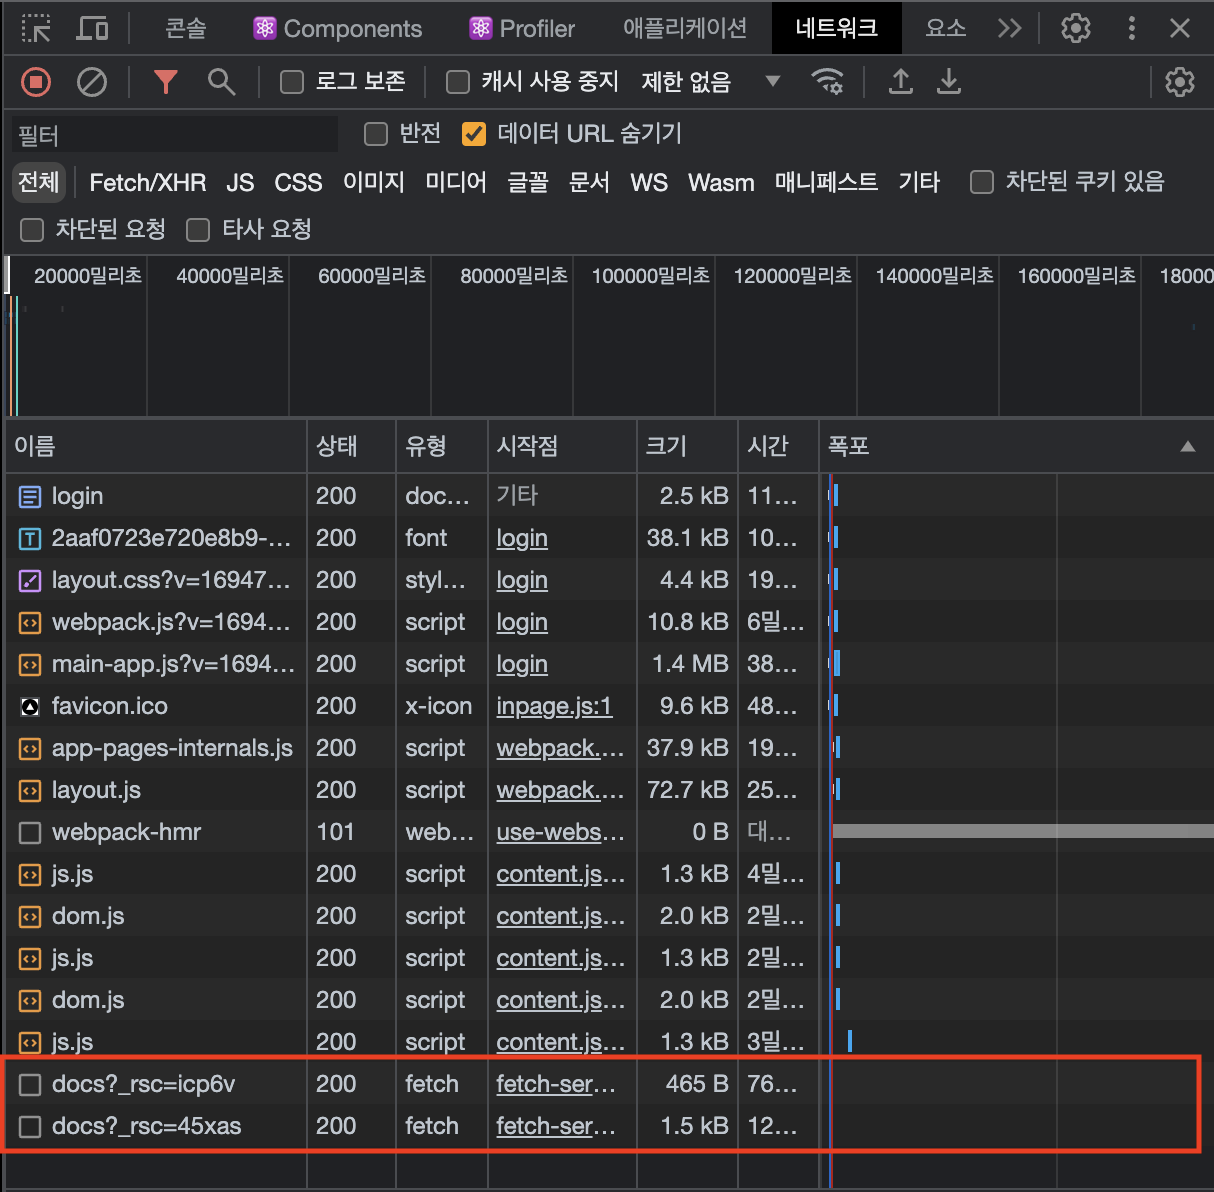 콘솔 Components Profiler 애플리케이션 네트워크 요소
로그 보존 캐시 사용 중지 제한 없음
필터 반전 데이터 URL 숨기기
전체 Fetch/XHR JS CSS 이미지 미디어 글꼴 문서 WS Wasm 매니페스트 기타 차단된 쿠키 있음
차단된 요청 타사 요청
20000밀리초 40000밀리초 60000밀리초 80000밀리초 100000밀리초 120000밀리초 140000밀리초 160000밀리초 18000
이름 상태 유형 시작점 크기 시간 폭포
login 200 doc... 기타 2.5 kB 11...
2aaf0723e720e8b9-... 200 font login 38.1 kB 10...
layout.css?v=16947... 200 styl... login 4.4 kB 19...
webpack.js?v=1694... 200 script login 10.8 kB 6밀...
main-app.js?v=1694... 200 script login 1.4 MB 38...
favicon.ico 200 x-icon inpage.js:1 9.6 kB 48...
app-pages-internals.js 200 script webpack.... 37.9 kB 19...
layout.js 200 script webpack.... 72.7 kB 25...
webpack-hmr 101 web... use-webs... 0 B 대...
js.js 200 script content.js... 1.3 kB 4밀...
dom.js 200 script content.js... 2.0 kB 2밀...
js.js 200 script content.js... 1.3 kB 2밀...
dom.js 200 script content.js... 2.0 kB 2밀...
js.js 200 script content.js... 1.3 kB 3밀...
docs?_rsc=icp6v 200 fetch fetch-ser... 465 B 76...
docs?_rsc=45xas 200 fetch fetch-ser... 1.5 kB 12...